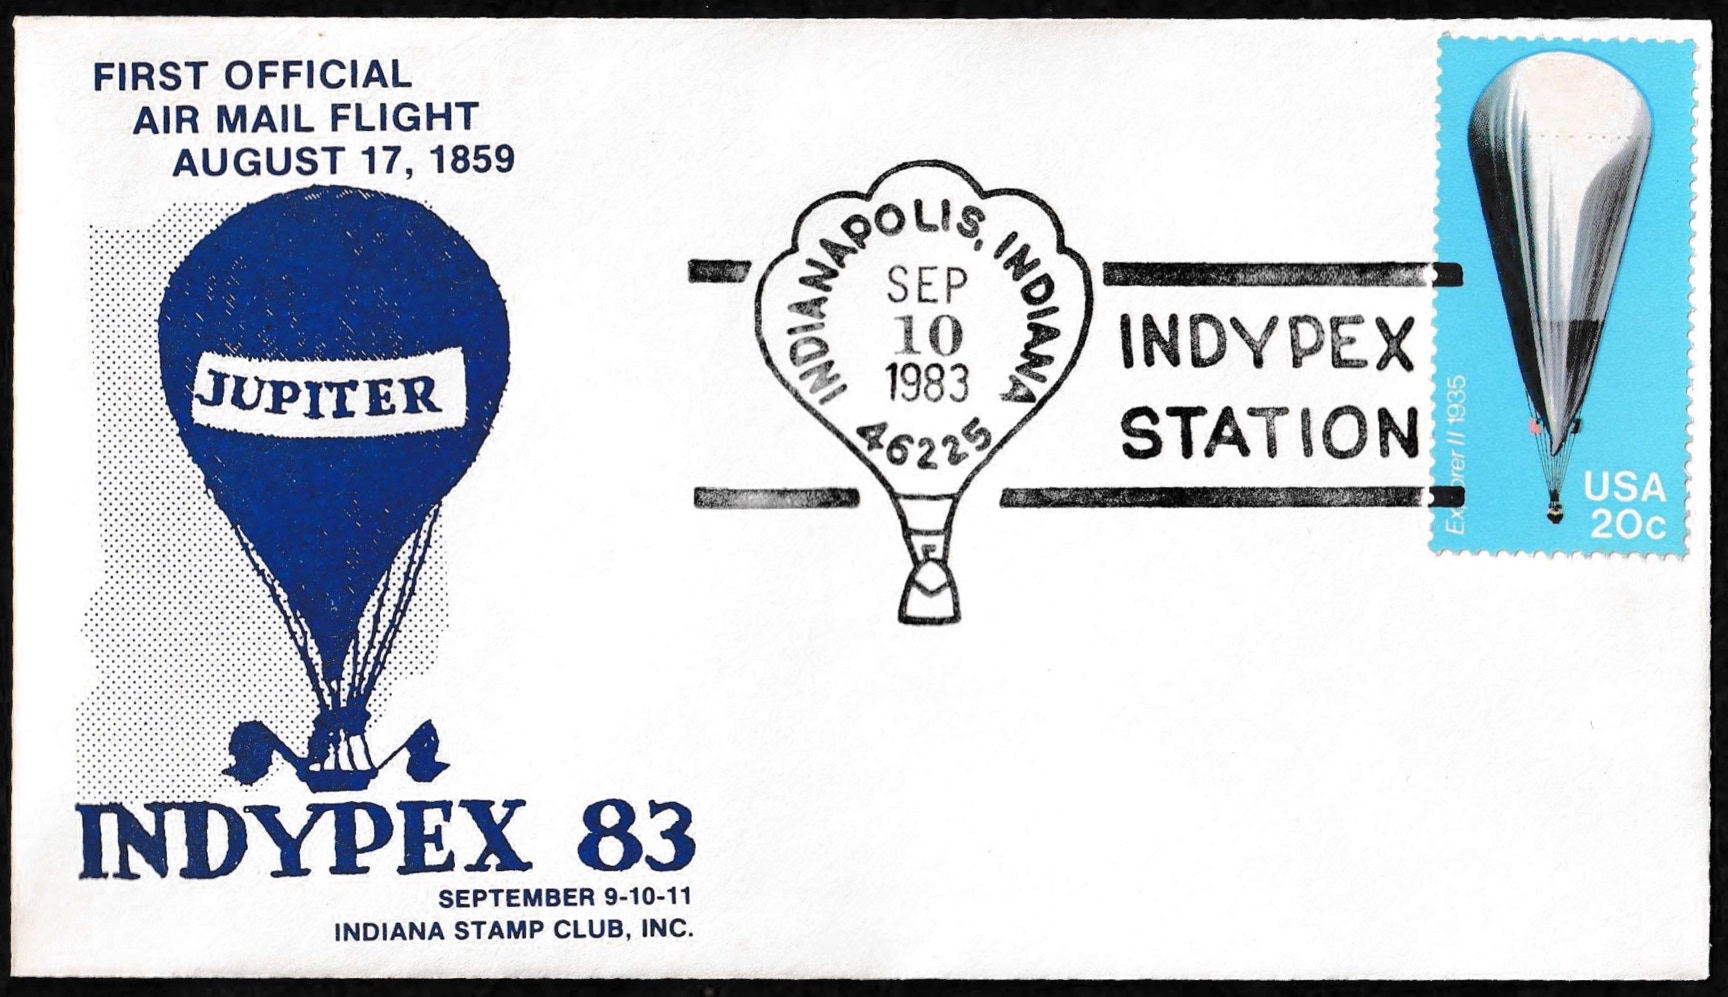 FIRST OFFICIAL
AIR MAIL FLIGHT
AUGUST 17, 1859
JUPITER
INDYPEX 83
SEPTEMBER 9-10-11
INDIANA STAMP CLUB, INC.
INDIANAPOLIS, INDIANA
SEP
10
1983
46225
INDYPEX
STATION
Explorer II 1935
USA
20c